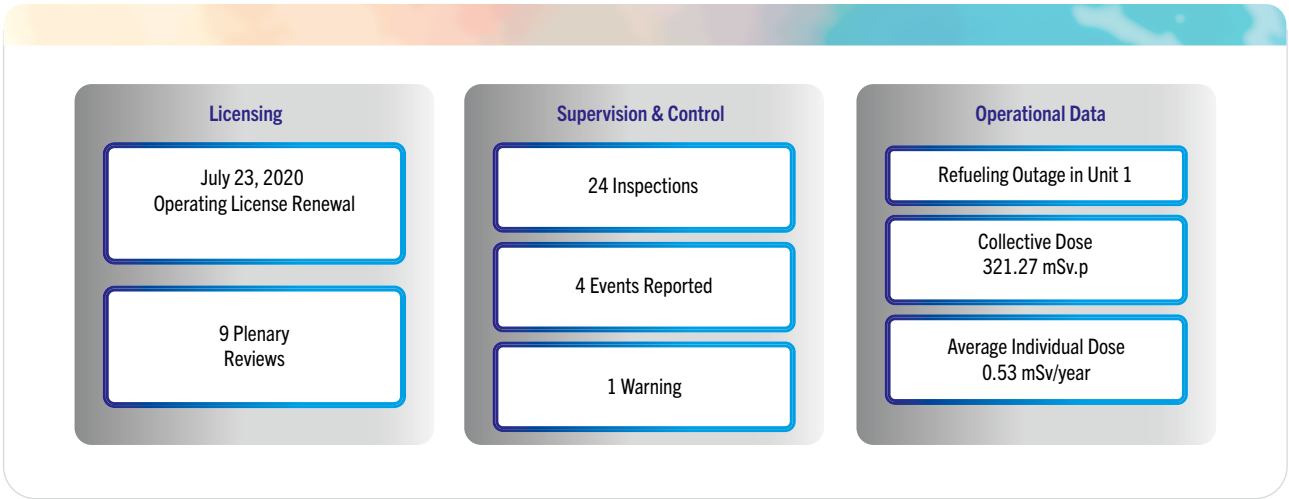 Licensing
July 23, 2020
Operating License Renewal
9 Plenary
Reviews
Supervision & Control
24 Inspections
4 Events Reported
1 Warning
Operational Data
Refueling Outage in Unit 1
Collective Dose
321.27 mSv.p
Average Individual Dose
0.53 mSv/year